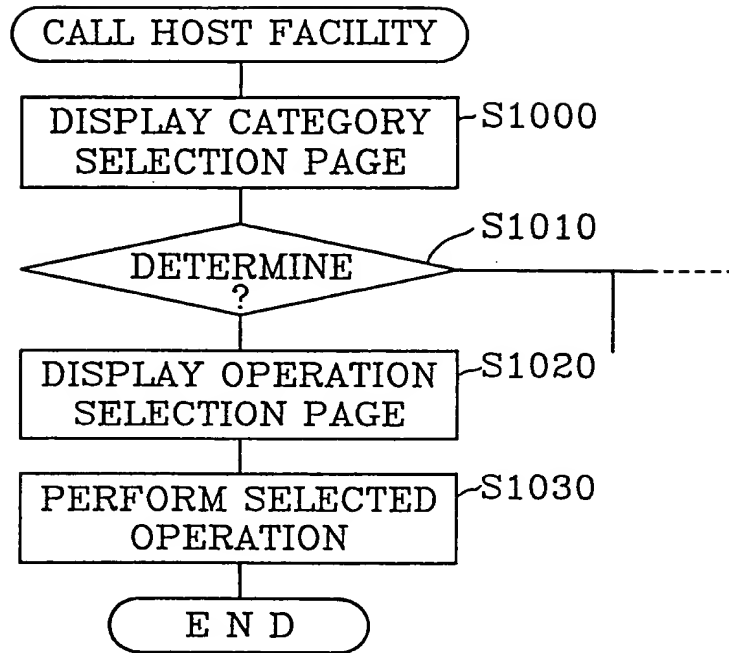 CALL HOST FACILITY
DISPLAY CATEGORY
SELECTION PAGE
S1000
DETERMINE
?
S1010
DISPLAY OPERATION
SELECTION PAGE
S1020
PERFORM SELECTED
OPERATION
S1030
END